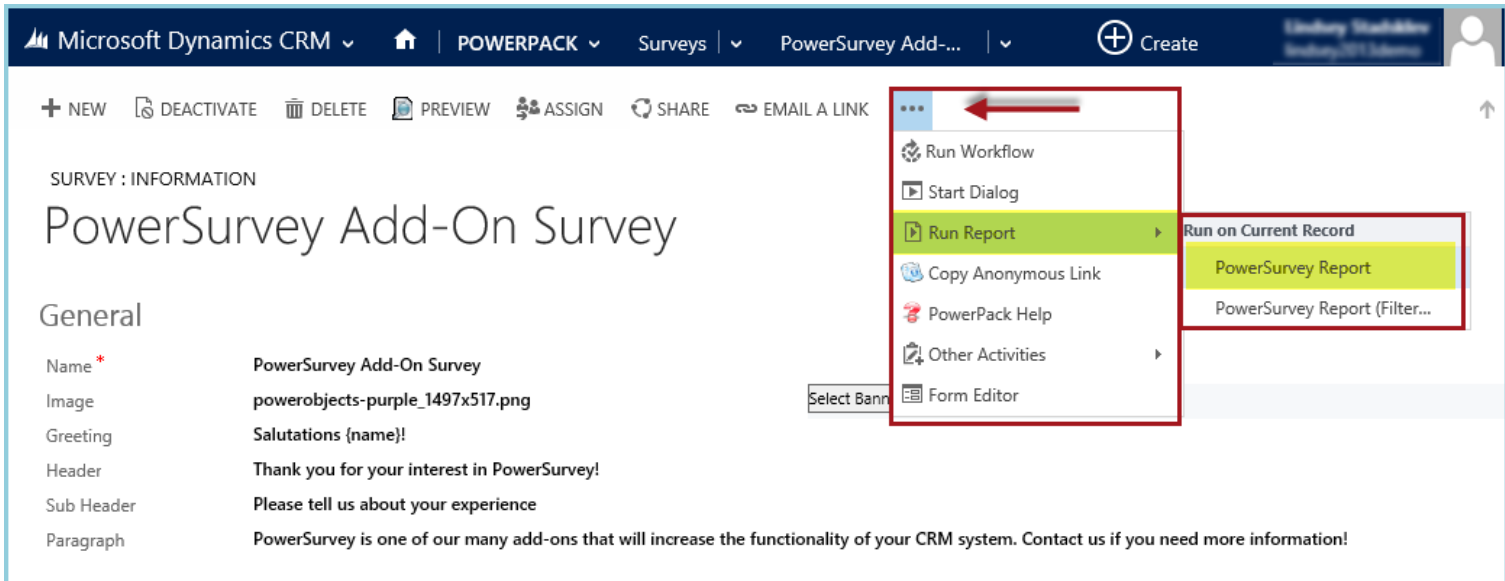 Microsoft Dynamics CRM POWERPACK Surveys PowerSurvey Add-... Create
NEW DEACTIVATE DELETE PREVIEW ASSIGN SHARE EMAIL A LINK ...
Run Workflow
SURVEY : INFORMATION
Start Dialog
PowerSurvey Add-On Survey
Run Report
Run on Current Record
PowerSurvey Report
Copy Anonymous Link
PowerSurvey Report (Filter...
PowerPack Help
General
Other Activities
Name * PowerSurvey Add-On Survey
Form Editor
Image powerobjects-purple_1497x517.png Select Bann
Greeting Salutations {name}!
Header Thank you for your interest in PowerSurvey!
Sub Header Please tell us about your experience
Paragraph PowerSurvey is one of our many add-ons that will increase the functionality of your CRM system. Contact us if you need more information!